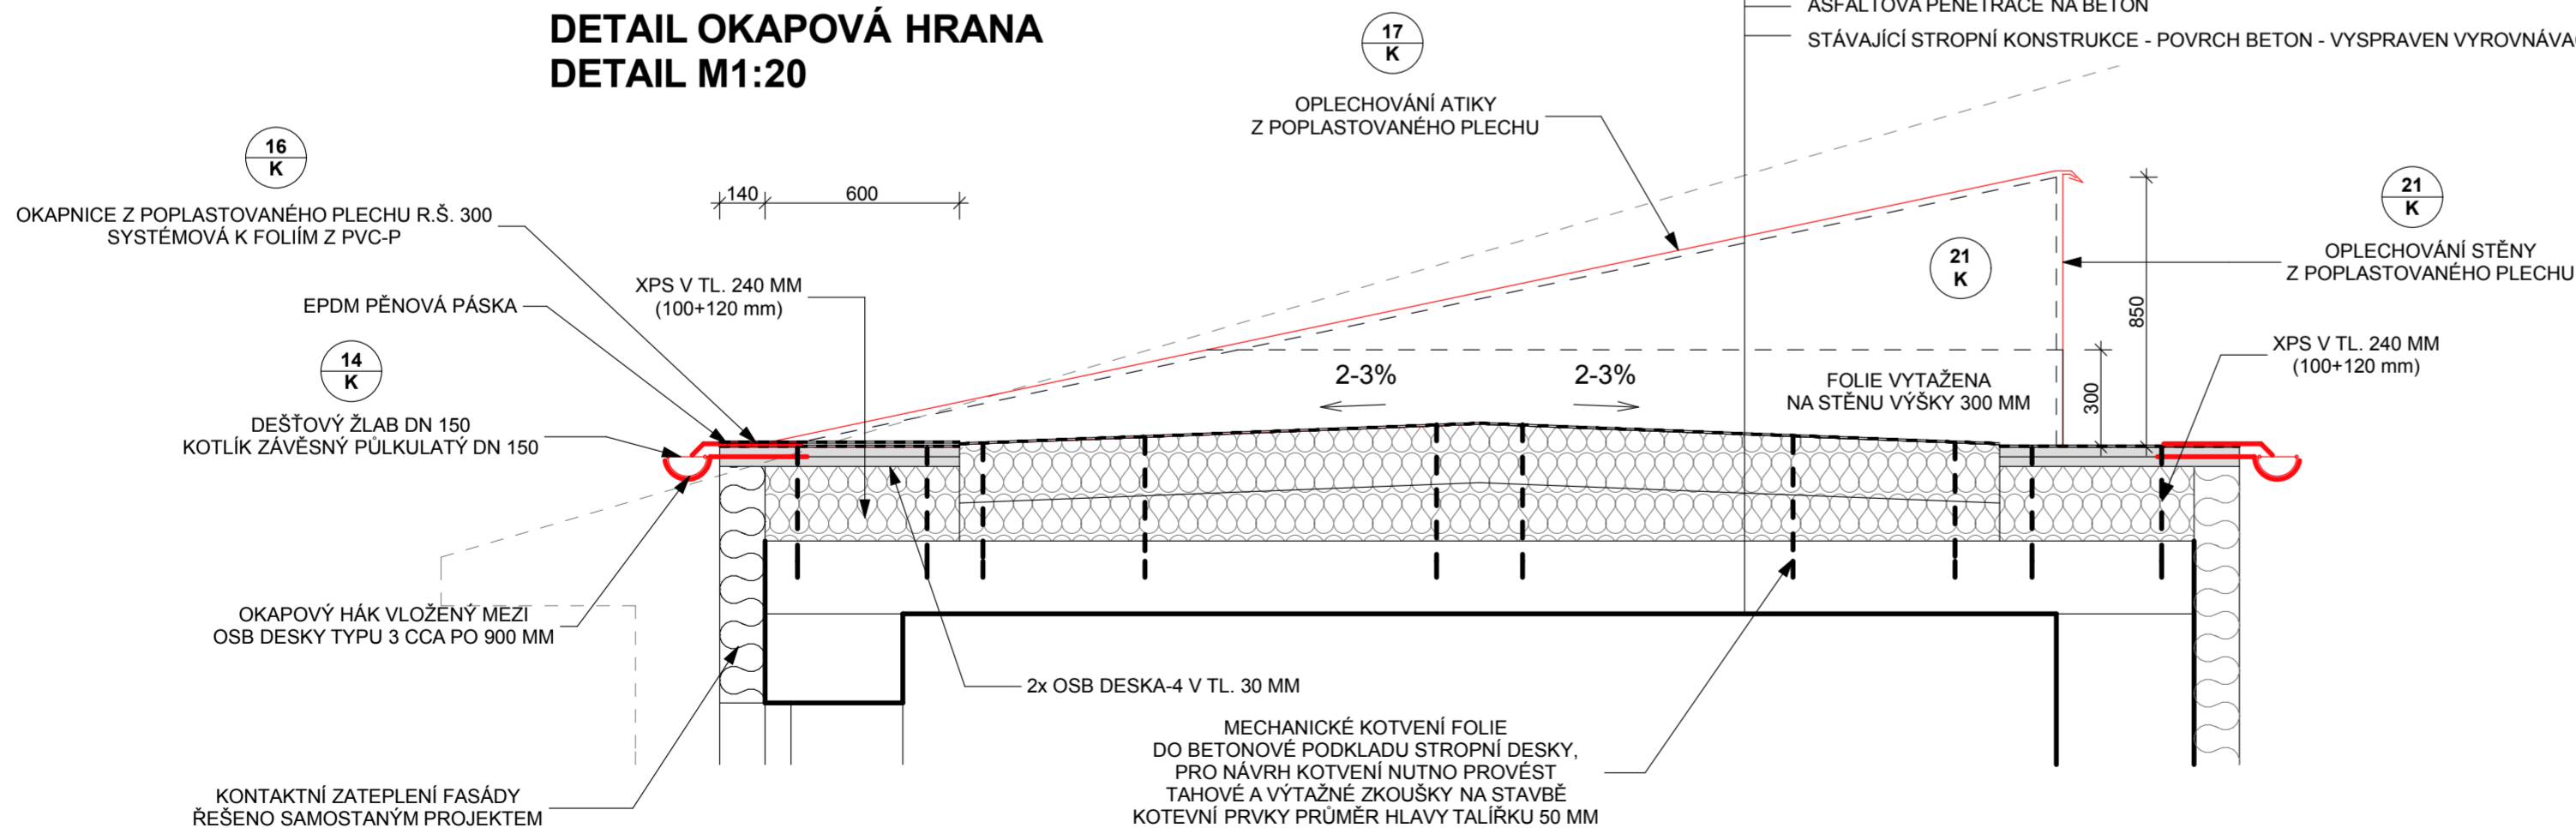 DETAIL OKAPOVÁ HRANA
DETAIL M1:20
ASFALTOVÁ PENETRACE NA BETON
STÁVAJÍCÍ STROPNÍ KONSTRUKCE - POVRCH BETON - VYSPRAVEN
17
K
OPLECHOVÁNÍ ATIKY
Z POPLASTOVANÉHO PLECHU
16
K
OKAPNICE Z POPLASTOVANÉHO PLECHU R.Š. 300
SYSTÉMOVÁ K FOLIÍM Z PVC-P
140
600
21
K
OPLECHOVÁNÍ STĚNY
Z POPLASTOVANÉHO PLECHU
21
K
850
XPS V TL. 240 MM
(100+120 mm)
EPDM PĚNOVÁ PÁSKA
14
K
DEŠŤOVÝ ŽLAB DN 150
KOTLÍK ZÁVĚSNÝ PŮLKULATÝ DN 150
2-3%
2-3%
FOLIE VYTAŽENA
NA STĚNU VÝŠKY 300 MM
300
XPS V TL. 240 MM
(100+120 mm)
OKAPOVÝ HÁK VLOŽENÝ MEZI
OSB DESKY TYPU 3 CCA PO 900 MM
2x OSB DESKA-4 V TL. 30 MM
MECHANICKÉ KOTVENÍ FOLIE
DO BETONOVÉ PODKLADU STROPNÍ DESKY,
PRO NÁVRH KOTVENÍ NUTNO PROVÉST
TAHOVÉ A VÝTAŽNÉ ZKOUŠKY NA STAVBĚ
KOTEVNÍ PRVKY PRŮMĚR HLAVY TALÍŘKU 50 MM
KONTAKTNÍ ZATEPLENÍ FASÁDY
ŘEŠENO SAMOSTANÝM PROJEKTEM